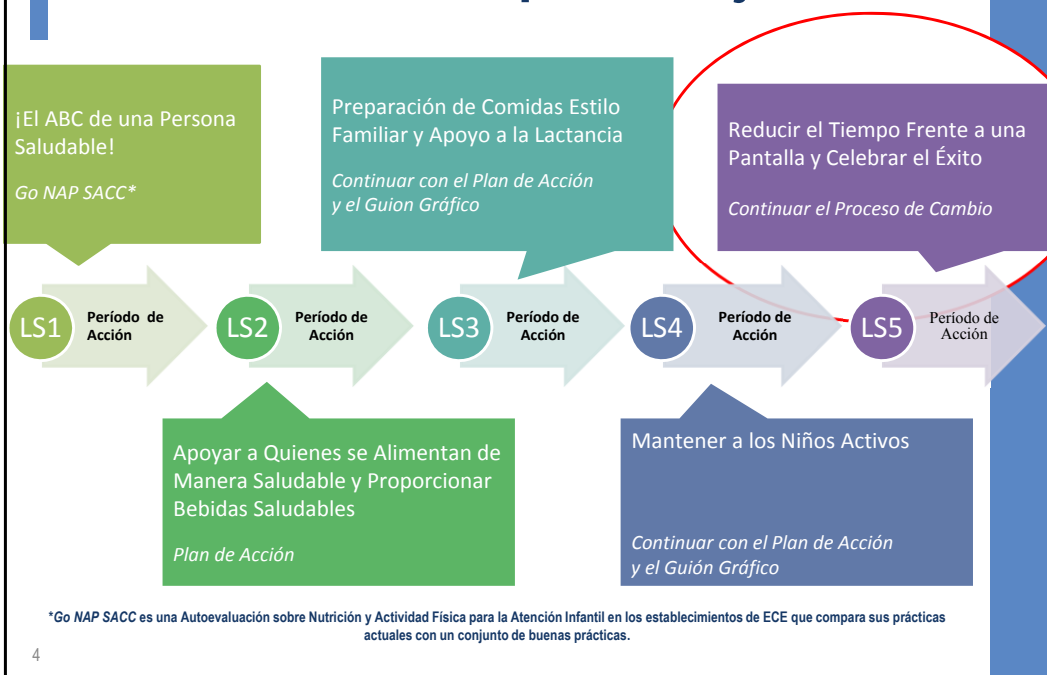 ¡El ABC de una Persona
Saludable!
Go NAP SACC*
Preparación de Comidas Estilo
Familiar y Apoyo a la Lactancia
Continuar con el Plan de Acción
y el Guion Gráfico
Reducir el Tiempo Frente a una
Pantalla y Celebrar el Éxito
Continuar el Proceso de Cambio
LS1
Período de
Acción
LS2
Período de
Acción
LS3
Período de
Acción
LS4
Período de
Acción
LS5
Período de
Acción
Apoyar a Quienes se Alimentan de
Manera Saludable y Proporcionar
Bebidas Saludables
Plan de Acción
Mantener a los Niños Activos
Continuar con el Plan de Acción
y el Guión Gráfico
*Go NAP SACC es una Autoevaluación sobre Nutrición y Actividad Física para la Atención Infantil en los establecimientos de ECE que compara sus prácticas
actuales con un conjunto de buenas prácticas.
4